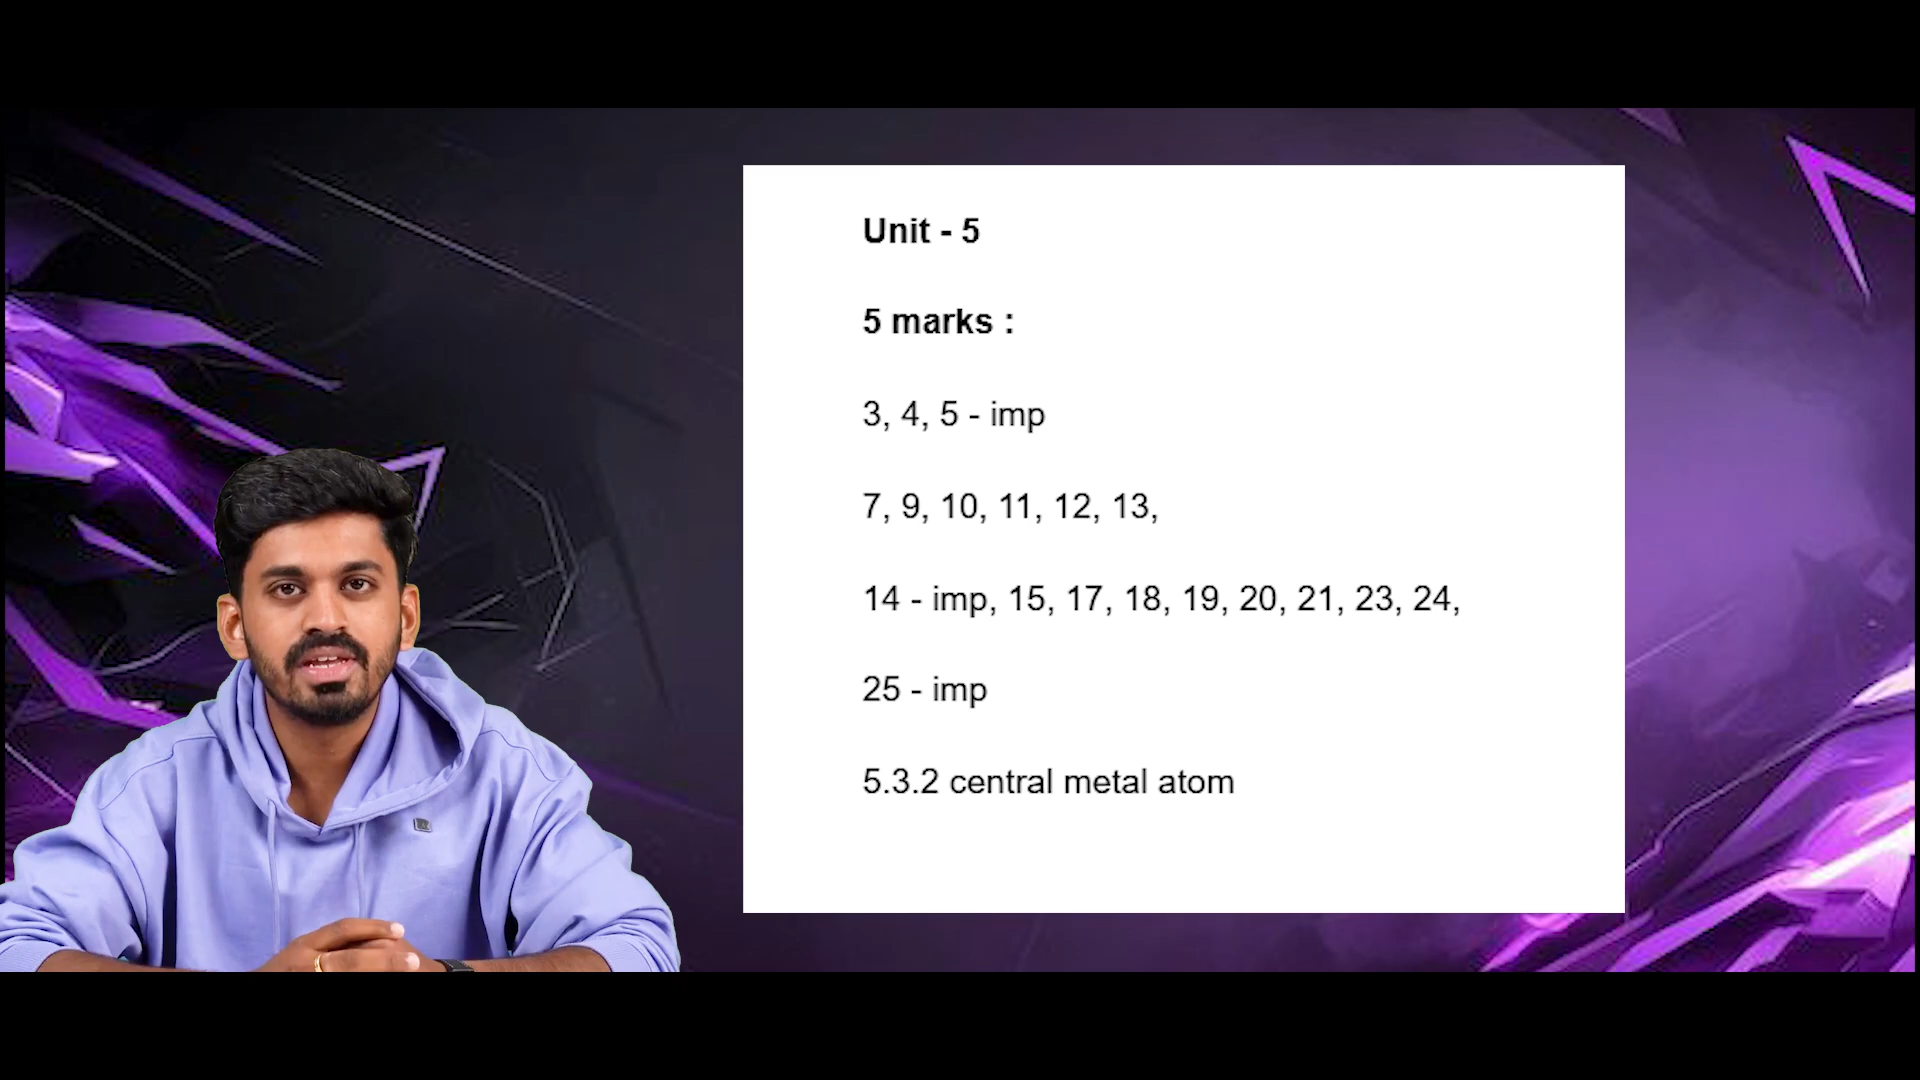 Unit - 5
5 marks :
3, 4, 5 - imp
7, 9, 10, 11, 12, 13,
14 - imp, 15, 17, 18, 19, 20, 21, 23, 24,
25 - imp
5.3.2 central metal atom